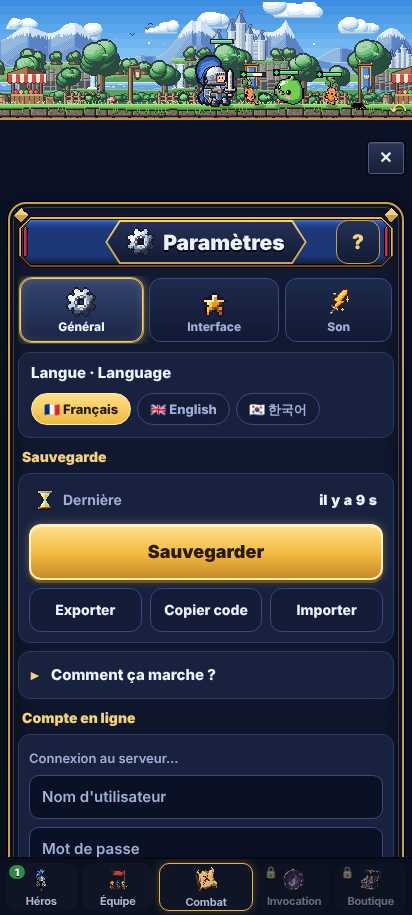 ×
Paramètres
?
Général
Interface
Son
Langue · Language
Français
English
한국어
Sauvegarde
Dernière
il y a 9 s
Sauvegarder
Exporter
Copier code
Importer
► Comment ça marche ?
Compte en ligne
Connexion au serveur...
Nom d'utilisateur
Mot de passe
1
Héros
Équipe
Combat
Invocation
Boutique